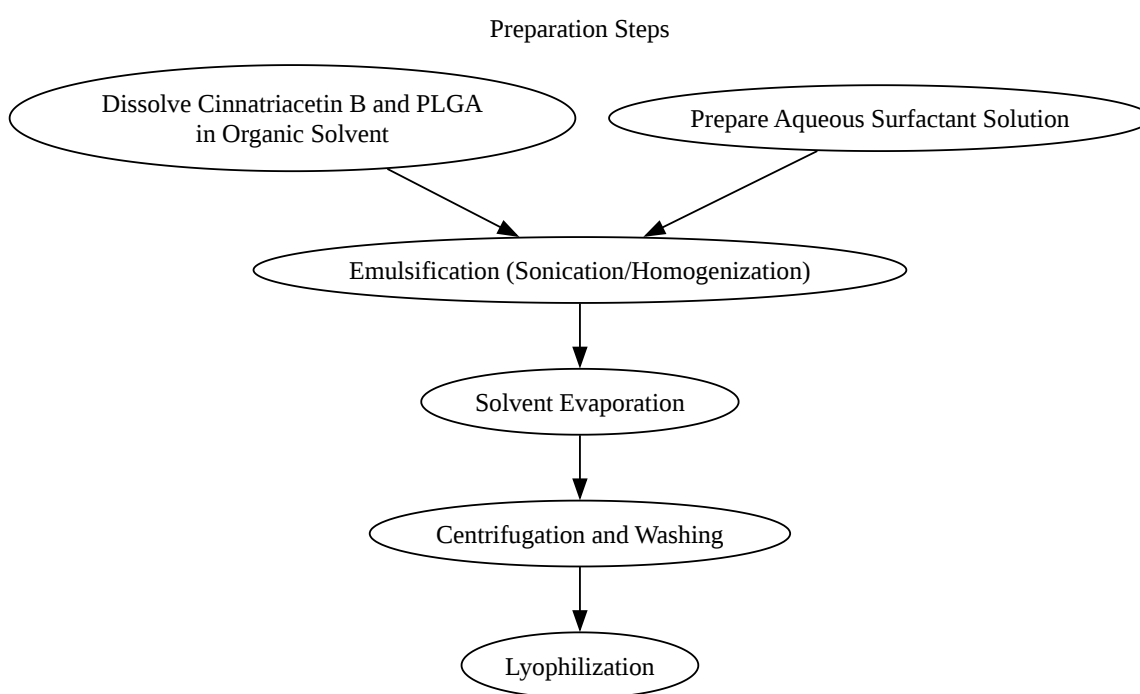 Preparation Steps
Dissolve Cinnatriacetin B and PLGA
in Organic Solvent
Prepare Aqueous Surfactant Solution
Emulsification (Sonication/Homogenization)
Solvent Evaporation
Centrifugation and Washing
Lyophilization